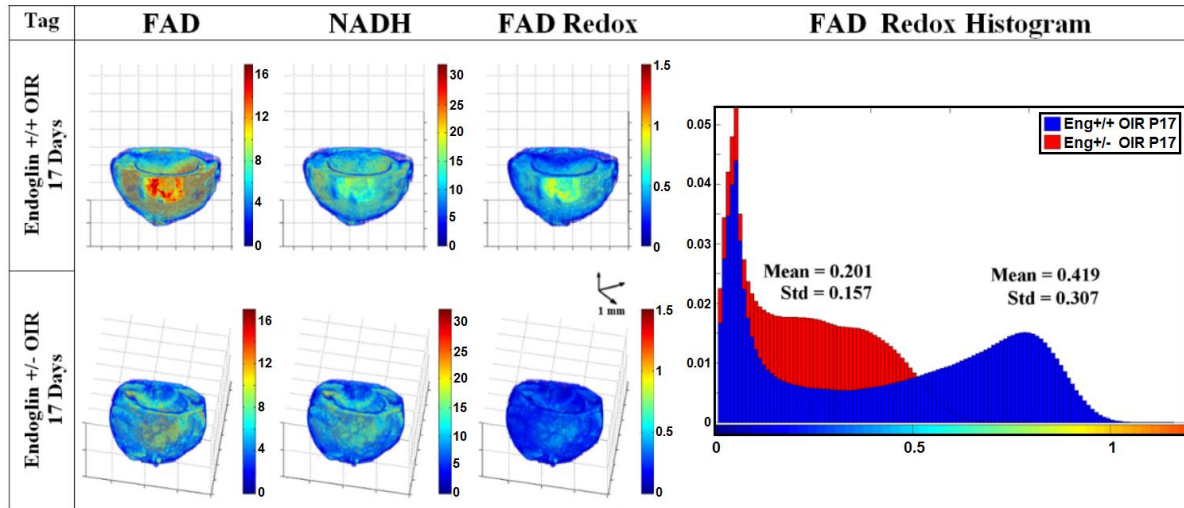 Tag FAD NADH FAD Redox FAD Redox Histogram
Endoglin +/+ OIR
17 Days
16
12
8
4
0
30
25
20
15
10
5
0
1.5
1
0.5
0
Endoglin +/- OIR
17 Days
16
12
8
4
0
30
25
20
15
10
5
0
1 mm
1.5
1
0.5
0
Eng+/+ OIR P17
Eng+/- OIR P17
0.05
0.04
0.03
0.02
0.01
0
Mean = 0.201
Std = 0.157
Mean = 0.419
Std = 0.307
0 0.5 1